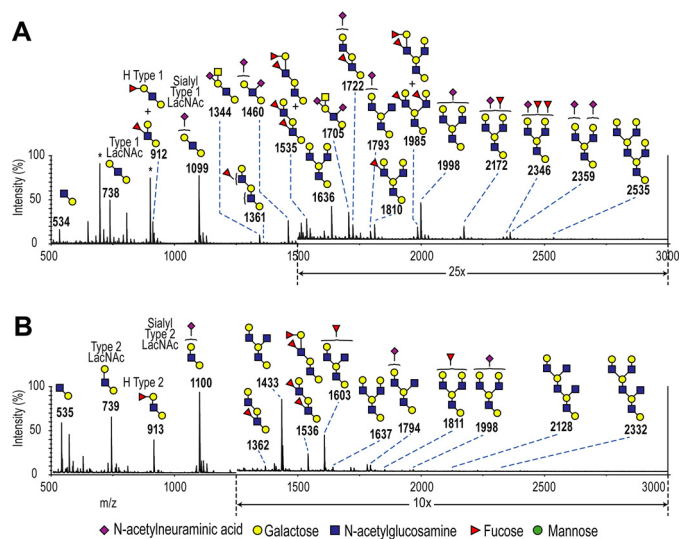 A
H Type 1
+
912
Sialyl
Type 1
LacNAc
1099
Type 1
LacNAc
738
534
*
*
1344
1460
1361
+
1535
1636
1705
1722
1793
1810
+
1985
1998
2172
2346
2359
2535
Intensity (%)
100
50
0
500
1000
1500
2000
2500
3000
25x
B
Type 2
LacNAc
739
Sialyl
Type 2
LacNAc
1100
H Type 2
913
535
1433
1362
1536
1603
1637
1794
1811
1998
2128
2332
Intensity (%)
100
50
0
500
1000
1500
2000
2500
3000
m/z
10x
N-acetylneuraminic acid Galactose N-acetylglucosamine Fucose Mannose